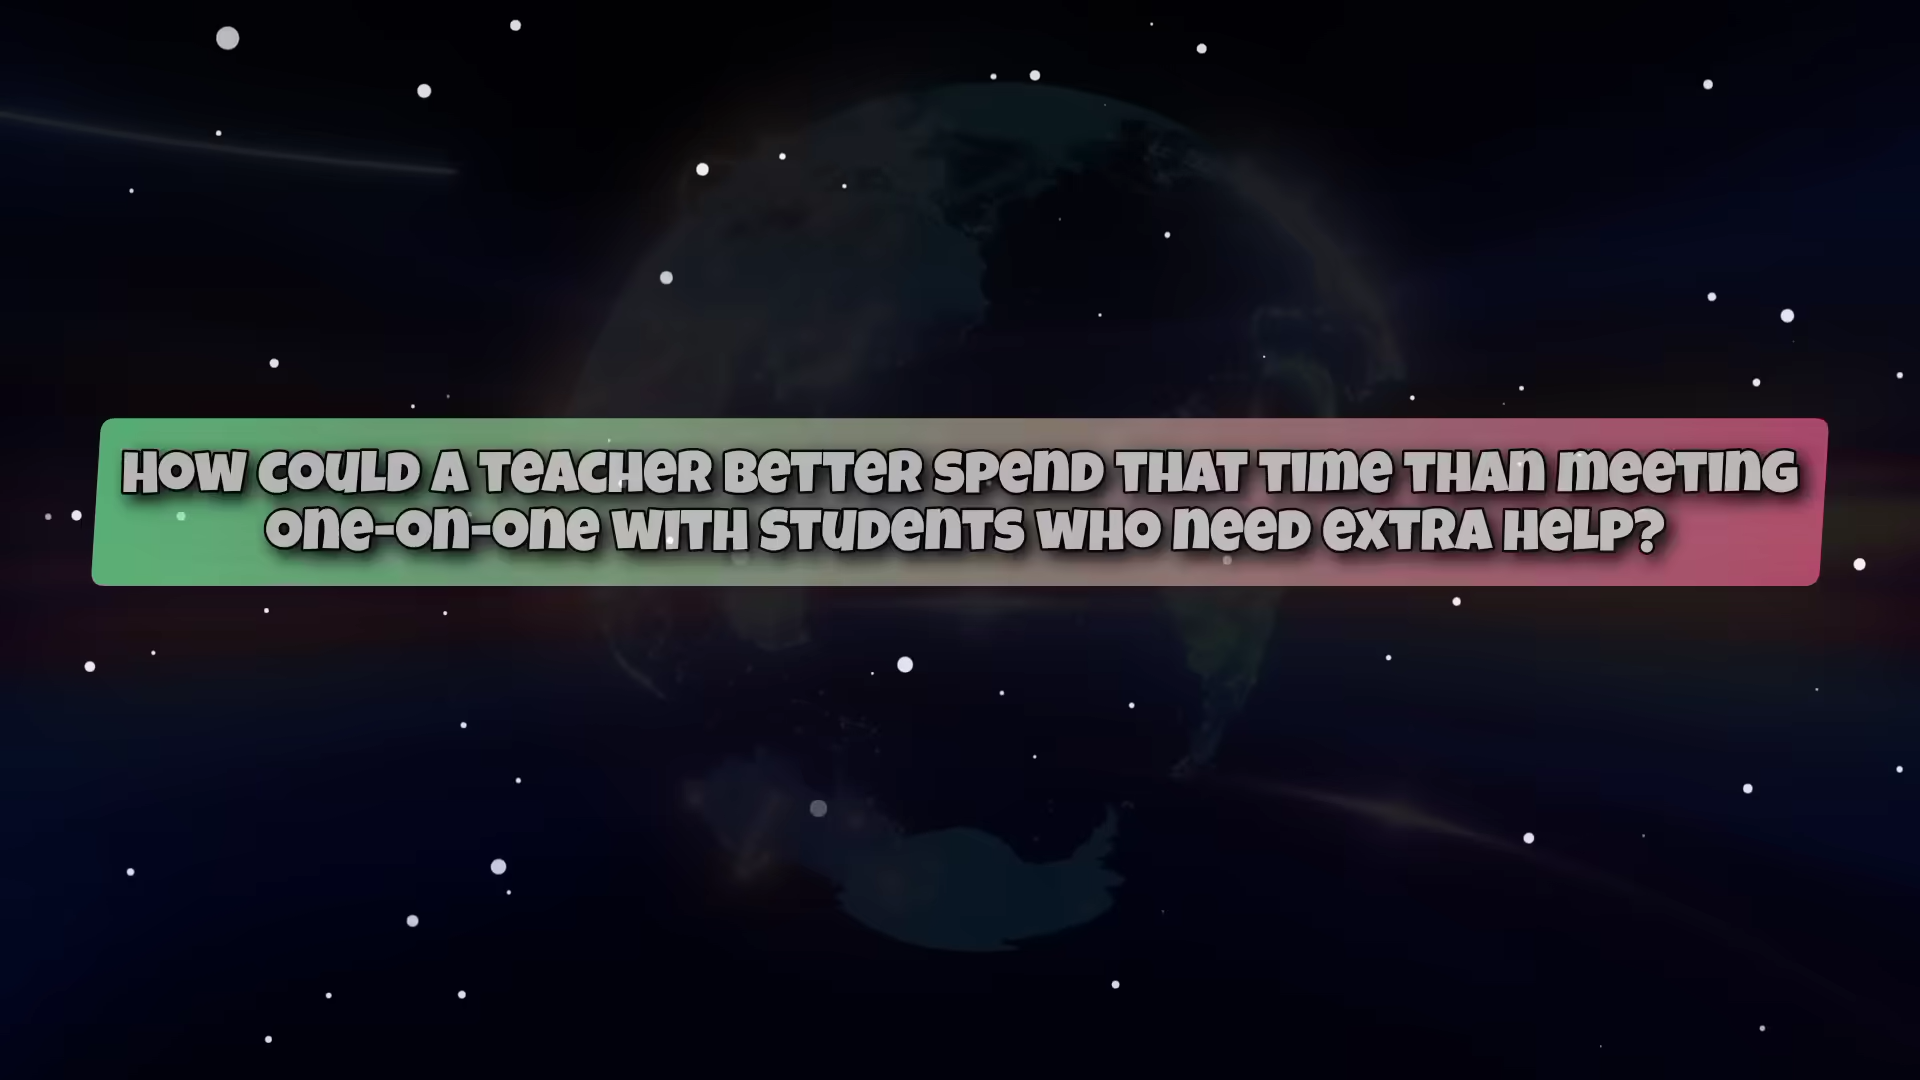 HOW COULD A TEACHER BETTER SPEND THAT TIME THAN MEETING
ONE-ON-ONE WITH STUDENTS WHO NEED EXTRA HELP?